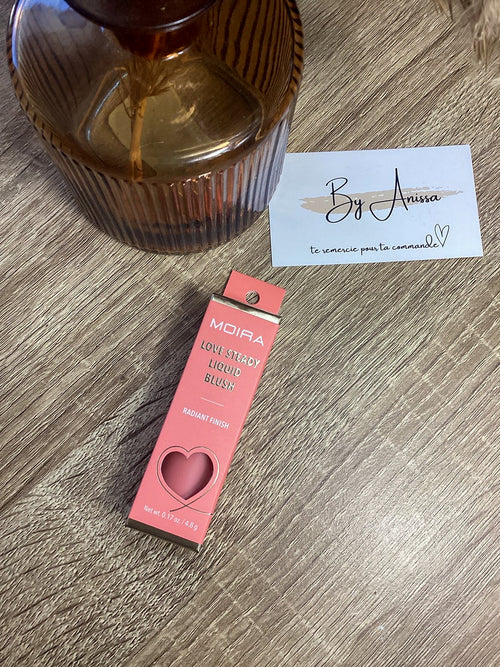 By Anissa
te remercie pour ta commande
MOIRA
LOVE STEADY
LIQUID
BLUSH
RADIANT FINISH
Net wt. 0.17 oz. / 4.8 g